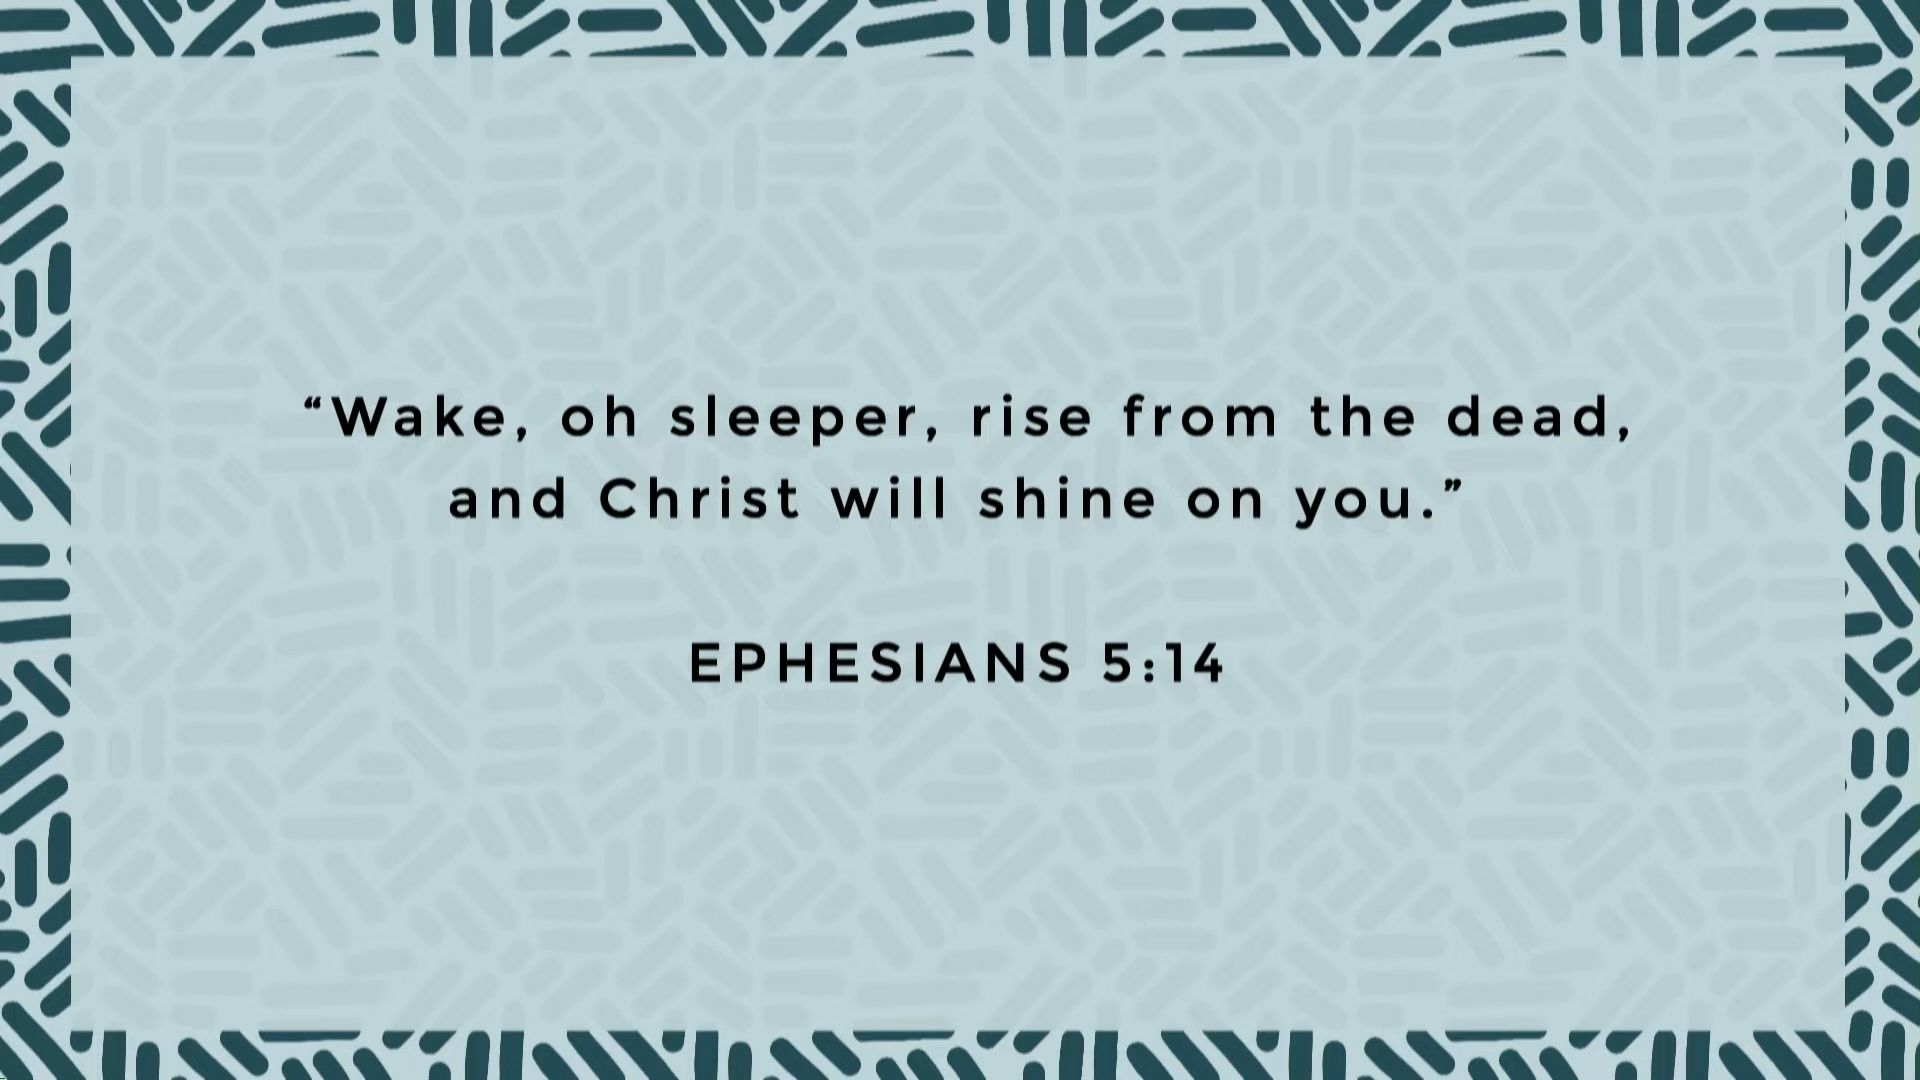 “Wake, oh sleeper, rise from the dead,
and Christ will shine on you.”
EPHESIANS 5:14